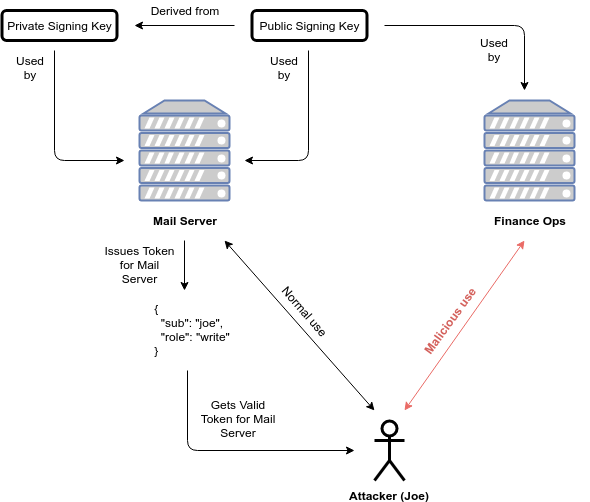 Derived from
Private Signing Key
Public Signing Key
Used
by
Used
by
Used
by
Mail Server
Finance Ops
Issues Token
for Mail
Server
{
"sub": "joe",
"role": "write"
}
Normal use
Malicious use
Gets Valid
Token for Mail
Server
Attacker (Joe)